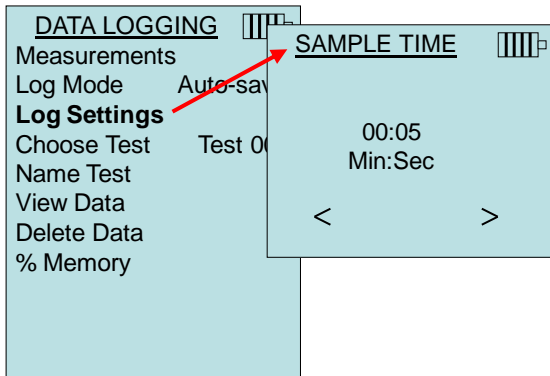 DATA LOGGING
Measurements
Log Mode
Log Settings
Choose Test Test
Name Test
View Data
Delete Data
% Memory
SAMPLE TIME
00:05
Min:Sec
< >